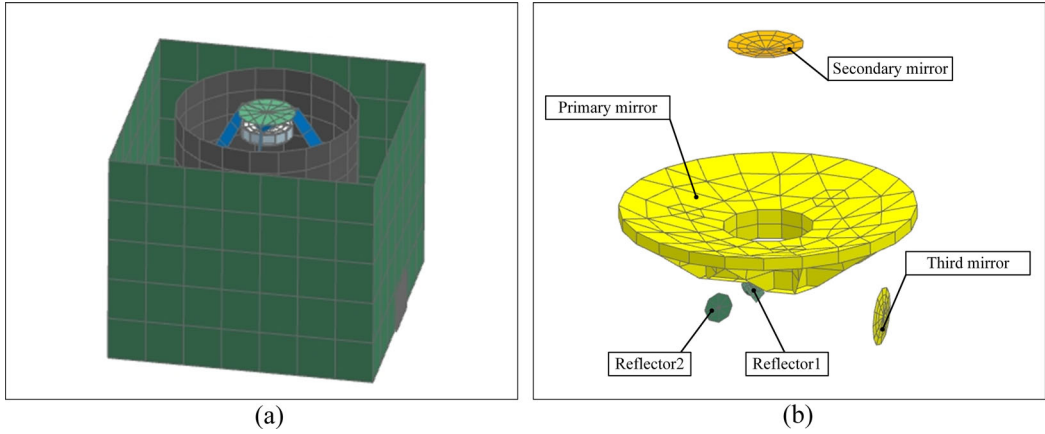 Secondary mirror
Primary mirror
Third mirror
Reflector2
Reflector1
(a)
(b)